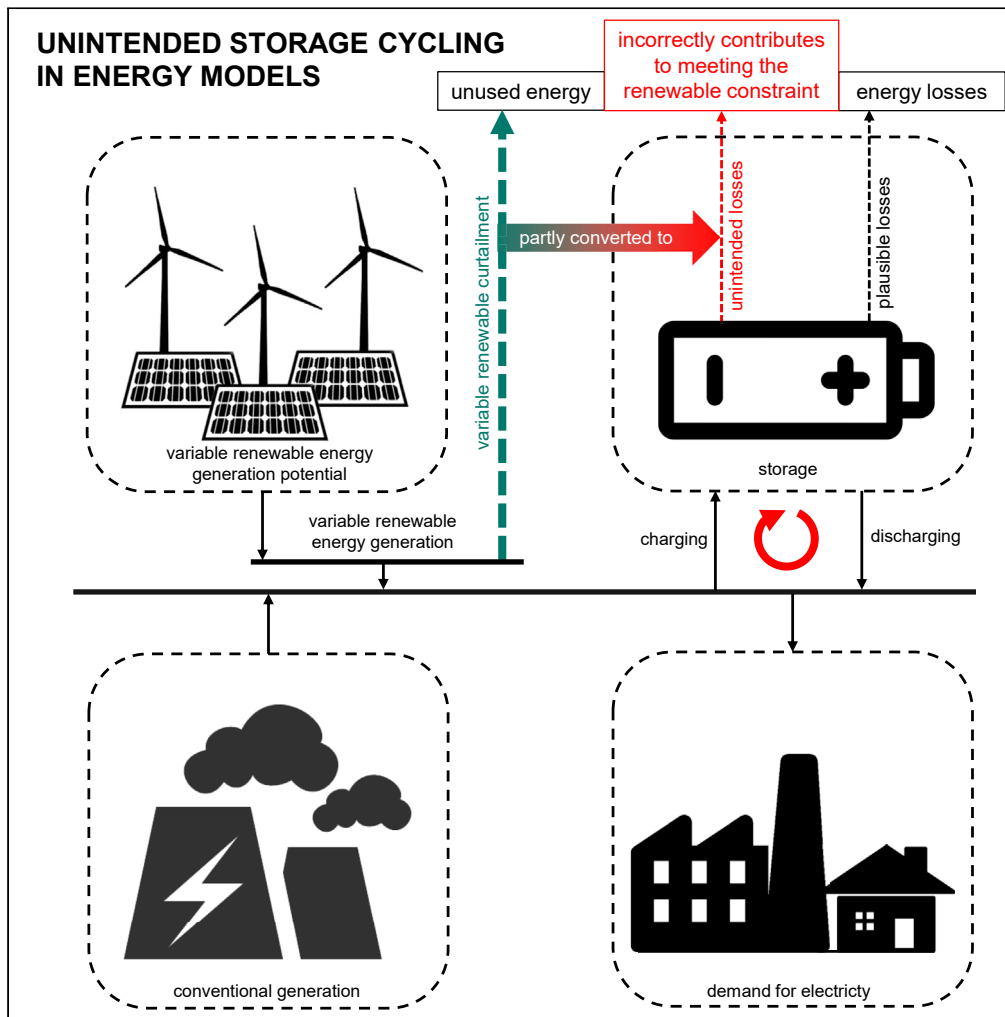 UNINTENDED STORAGE CYCLING
IN ENERGY MODELS
unused energy
incorrectly contributes
to meeting the
renewable constraint
energy losses
variable renewable curtailment
partly converted to
unintended losses
plausible losses
variable renewable energy
generation potential
storage
variable renewable
energy generation
charging
discharging
conventional generation
demand for electricty